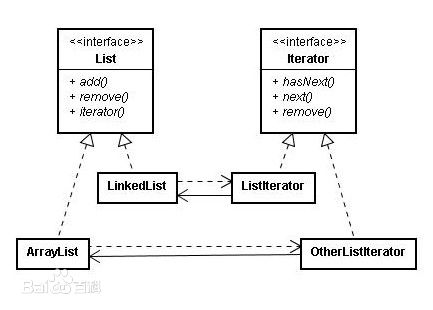 <<interface>>
List
+ add()
+ remove()
+ iterator()
<<interface>>
Iterator
+ hasNext()
+ next()
+ remove()
LinkedList
ListIterator
ArrayList
OtherListIterator
Bai百科